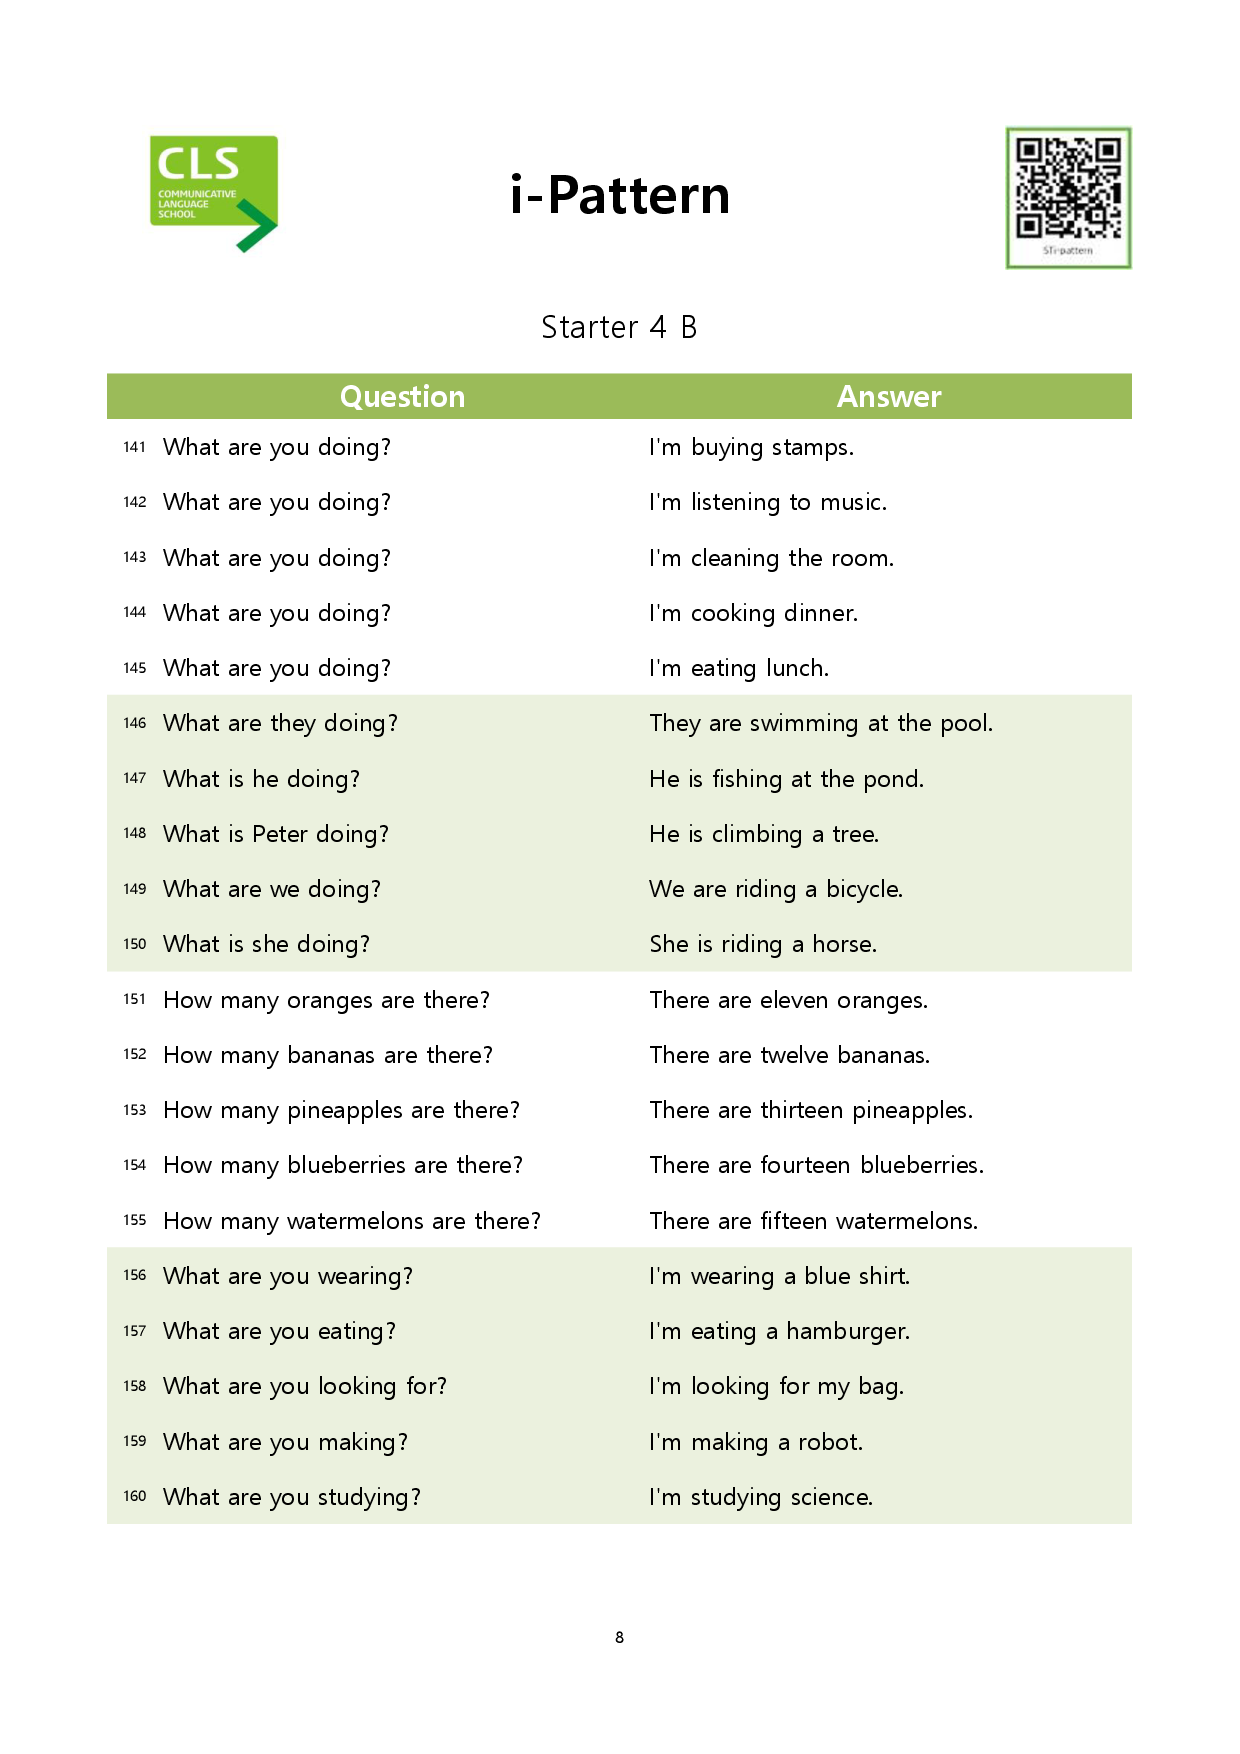 CLS
COMMUNICATIVE
LANGUAGE
SCHOOL
i-Pattern
STi-pattern
Starter 4 B
Question Answer
141 What are you doing? I'm buying stamps.
142 What are you doing? I'm listening to music.
143 What are you doing? I'm cleaning the room.
144 What are you doing? I'm cooking dinner.
145 What are you doing? I'm eating lunch.
146 What are they doing? They are swimming at the pool.
147 What is he doing? He is fishing at the pond.
148 What is Peter doing? He is climbing a tree.
149 What are we doing? We are riding a bicycle.
150 What is she doing? She is riding a horse.
151 How many oranges are there? There are eleven oranges.
152 How many bananas are there? There are twelve bananas.
153 How many pineapples are there? There are thirteen pineapples.
154 How many blueberries are there? There are fourteen blueberries.
155 How many watermelons are there? There are fifteen watermelons.
156 What are you wearing? I'm wearing a blue shirt.
157 What are you eating? I'm eating a hamburger.
158 What are you looking for? I'm looking for my bag.
159 What are you making? I'm making a robot.
160 What are you studying? I'm studying science.
8